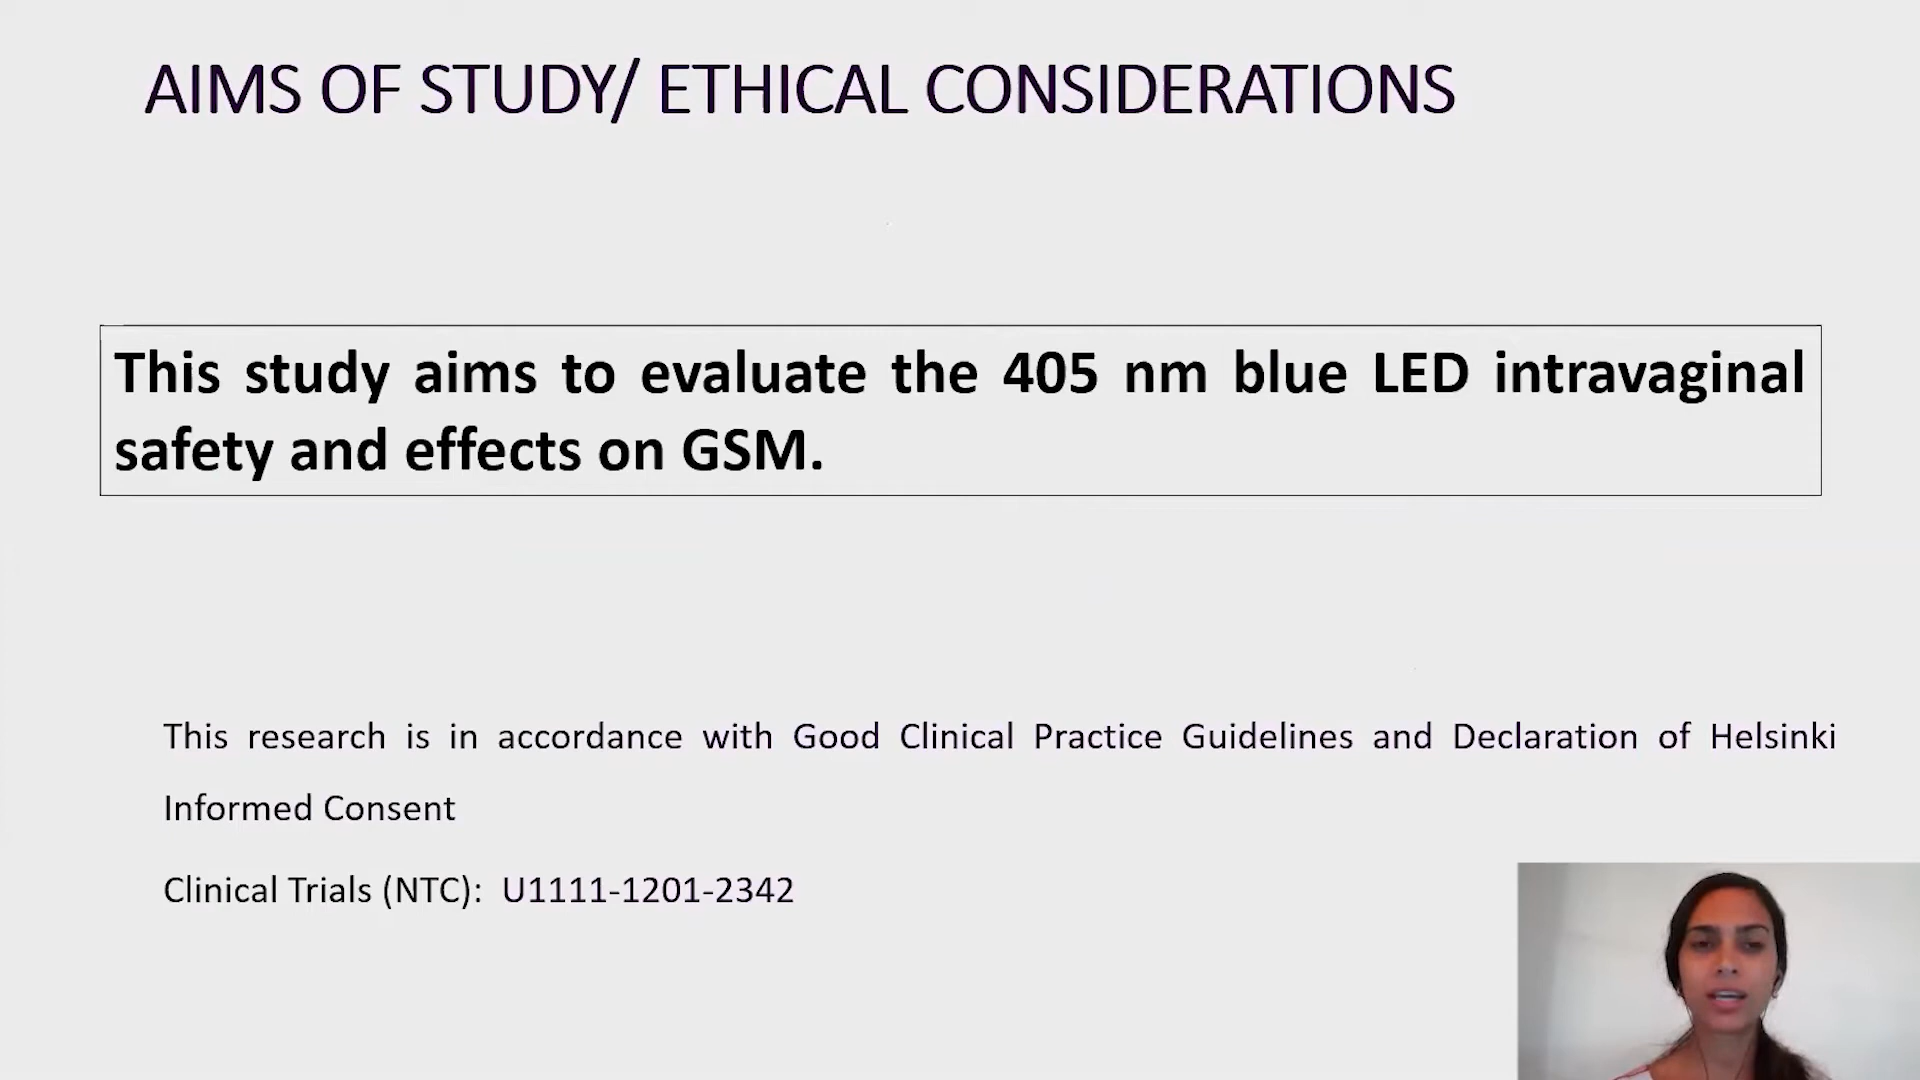 AIMS OF STUDY/ ETHICAL CONSIDERATIONS
This study aims to evaluate the 405 nm blue LED intravaginal
safety and effects on GSM.
This research is in accordance with Good Clinical Practice Guidelines and Declaration of Helsinki
Informed Consent
Clinical Trials (NTC): U1111-1201-2342